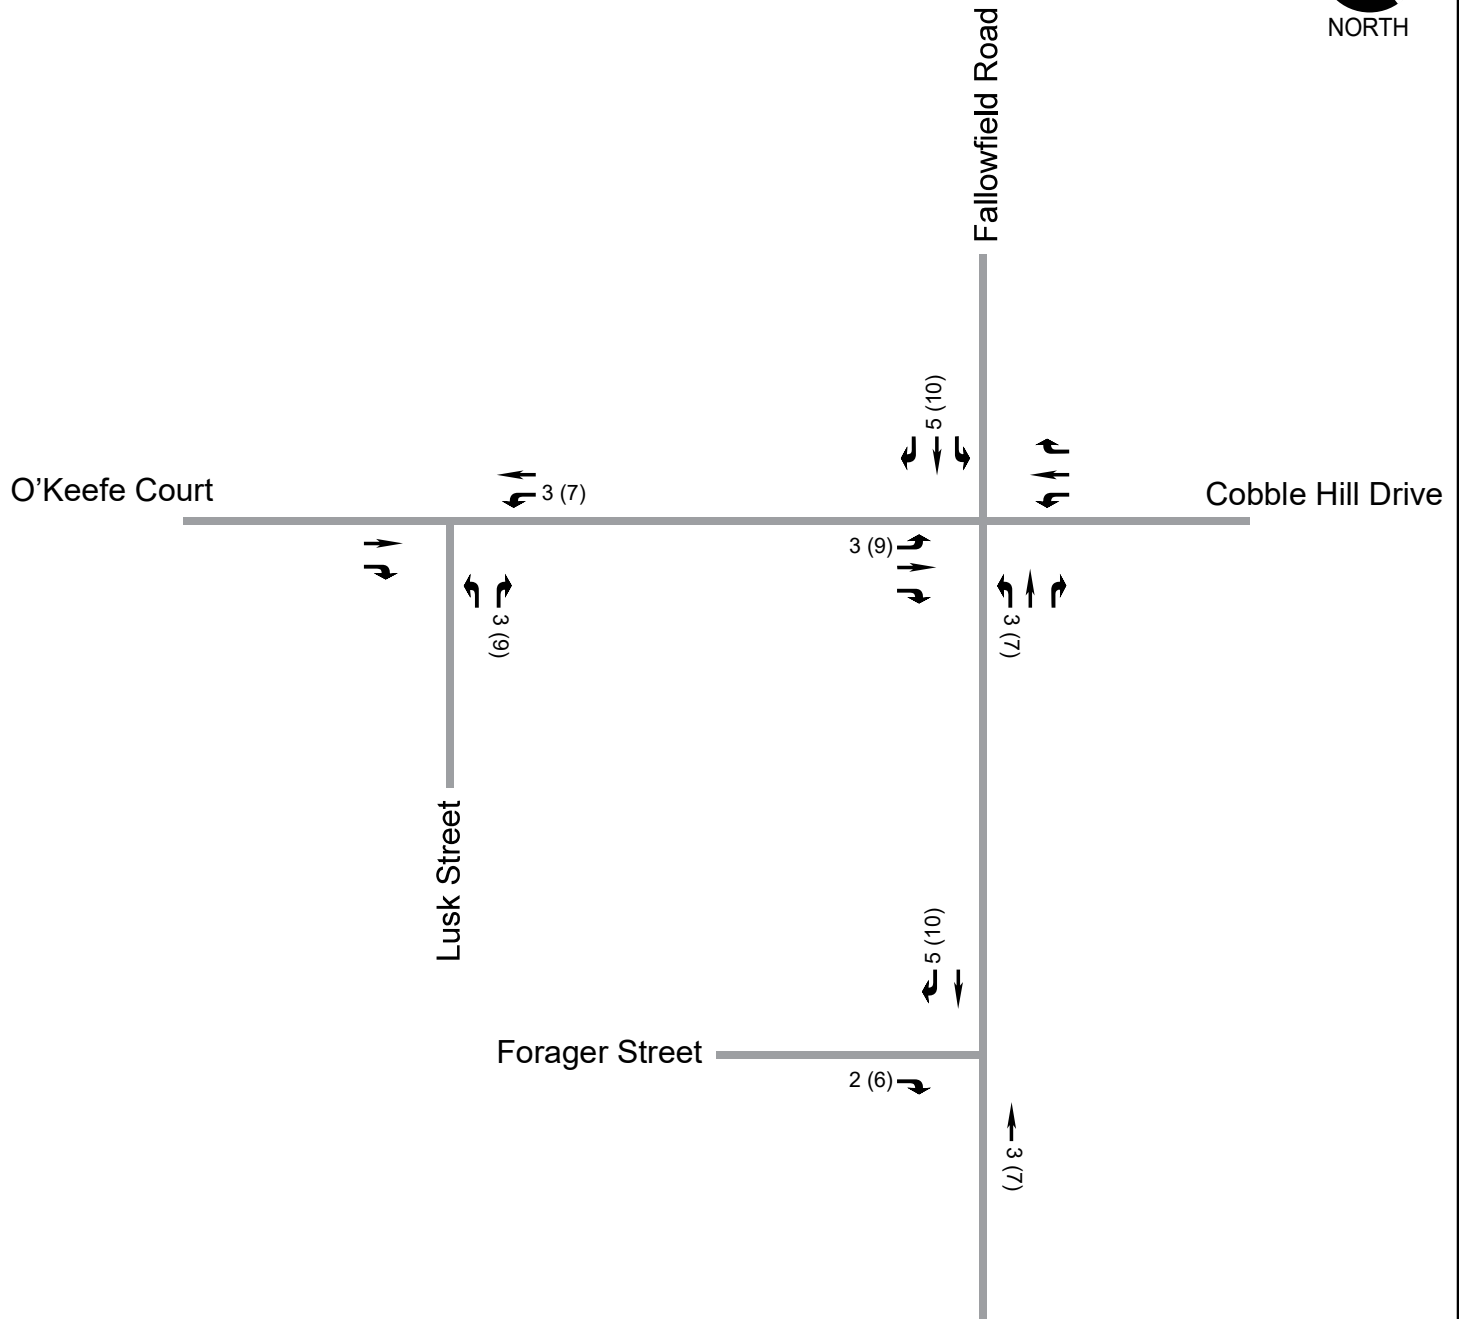 NORTH
Fallowfield Road
5 (10)
O'Keefe Court
3 (7)
Cobble Hill Drive
3 (9)
3 (9)
3 (7)
Lusk Street
5 (10)
Forager Street
2 (6)
3 (7)